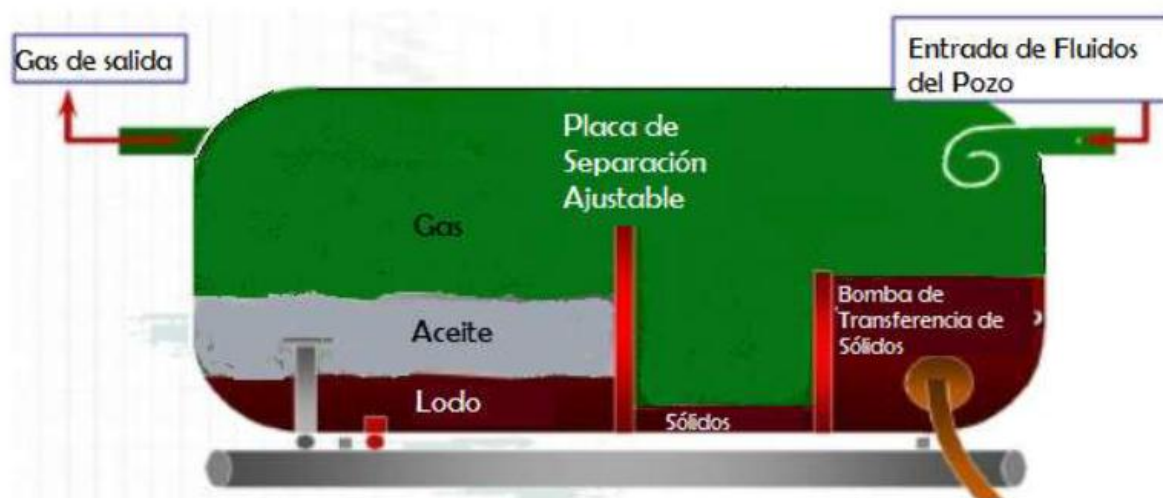 Gas de salida
Entrada de Fluidos
del Pozo
Placa de
Separación
Ajustable
Gas
Bomba de
Transferencia de
Sólidos
Aceite
Lodo
Sólidos